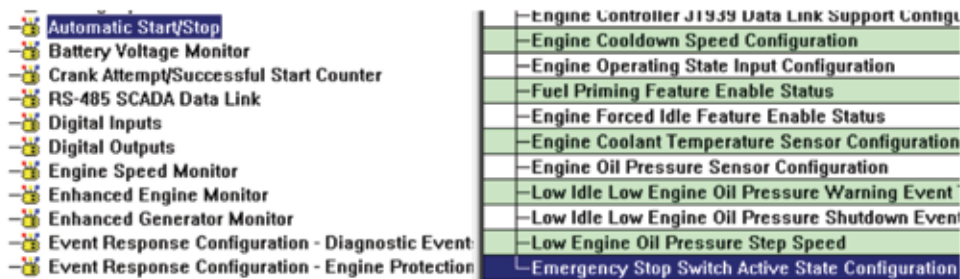 Automatic Start/Stop
Battery Voltage Monitor
Crank Attempt/Successful Start Counter
RS-485 SCADA Data Link
Digital Inputs
Digital Outputs
Engine Speed Monitor
Enhanced Engine Monitor
Enhanced Generator Monitor
Event Response Configuration - Diagnostic Event
Event Response Configuration - Engine Protection
Engine Controller J1939 Data Link Support Configu
Engine Cooldown Speed Configuration
Engine Operating State Input Configuration
Fuel Priming Feature Enable Status
Engine Forced Idle Feature Enable Status
Engine Coolant Temperature Sensor Configuration
Engine Oil Pressure Sensor Configuration
Low Idle Low Engine Oil Pressure Warning Event
Low Idle Low Engine Oil Pressure Shutdown Event
Low Engine Oil Pressure Step Speed
Emergency Stop Switch Active State Configuration